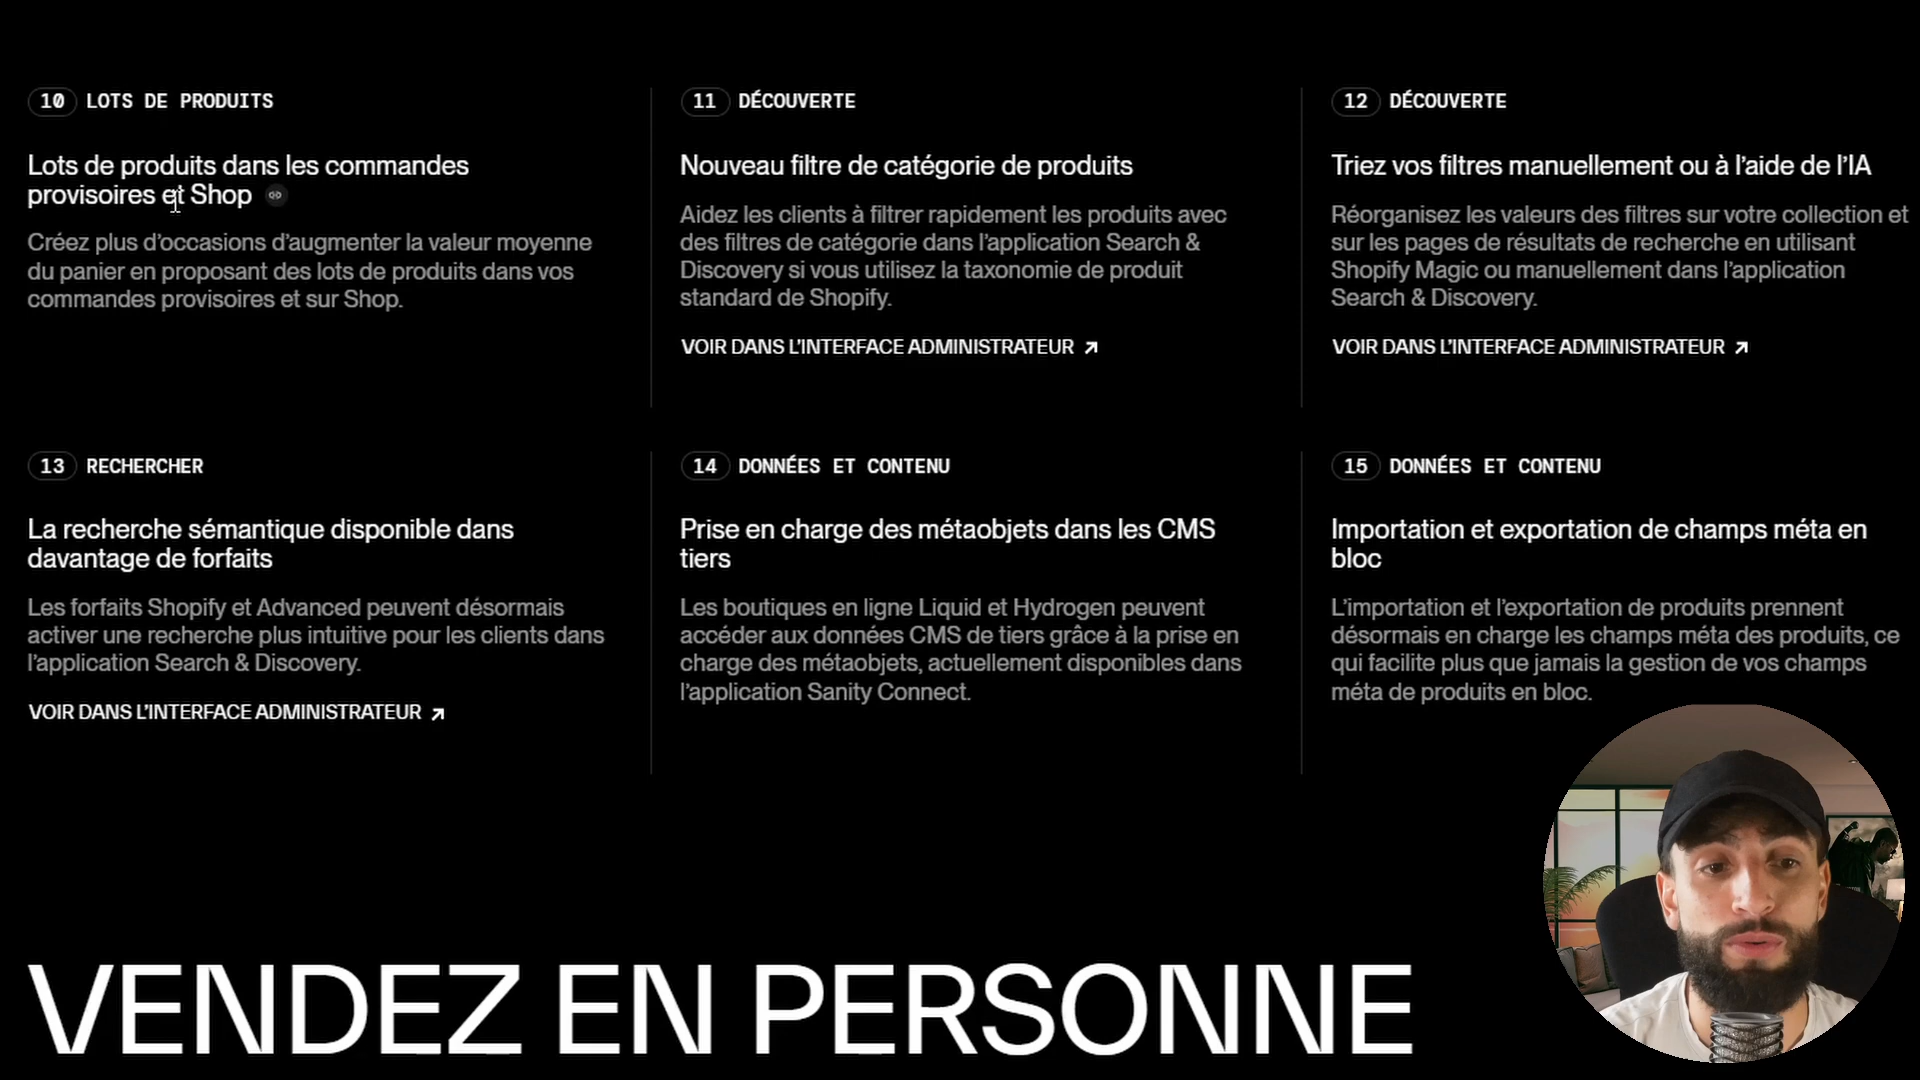 10 LOTS DE PRODUITS
Lots de produits dans les commandes
provisoires et Shop
Créez plus d’occasions d’augmenter la valeur moyenne
du panier en proposant des lots de produits dans vos
commandes provisoires et sur Shop.
11 DÉCOUVERTE
Nouveau filtre de catégorie de produits
Aidez les clients à filtrer rapidement les produits avec
des filtres de catégorie dans l’application Search &
Discovery si vous utilisez la taxonomie de produit
standard de Shopify.
VOIR DANS L’INTERFACE ADMINISTRATEUR
12 DÉCOUVERTE
Triez vos filtres manuellement ou à l’aide de l’IA
Réorganisez les valeurs des filtres sur votre collection et
sur les pages de résultats de recherche en utilisant
Shopify Magic ou manuellement dans l’application
Search & Discovery.
VOIR DANS L’INTERFACE ADMINISTRATEUR
13 RECHERCHER
La recherche sémantique disponible dans
davantage de forfaits
Les forfaits Shopify et Advanced peuvent désormais
activer une recherche plus intuitive pour les clients dans
l’application Search & Discovery.
VOIR DANS L’INTERFACE ADMINISTRATEUR
14 DONNÉES ET CONTENU
Prise en charge des métaobjets dans les CMS
tiers
Les boutiques en ligne Liquid et Hydrogen peuvent
accéder aux données CMS de tiers grâce à la prise en
charge des métaobjets, actuellement disponibles dans
l’application Sanity Connect.
15 DONNÉES ET CONTENU
Importation et exportation de champs méta en
bloc
L’importation et l’exportation de produits prennent
désormais en charge les champs méta des produits, ce
qui facilite plus que jamais la gestion de vos champs
méta de produits en bloc.
VENDEZ EN PERSONNE